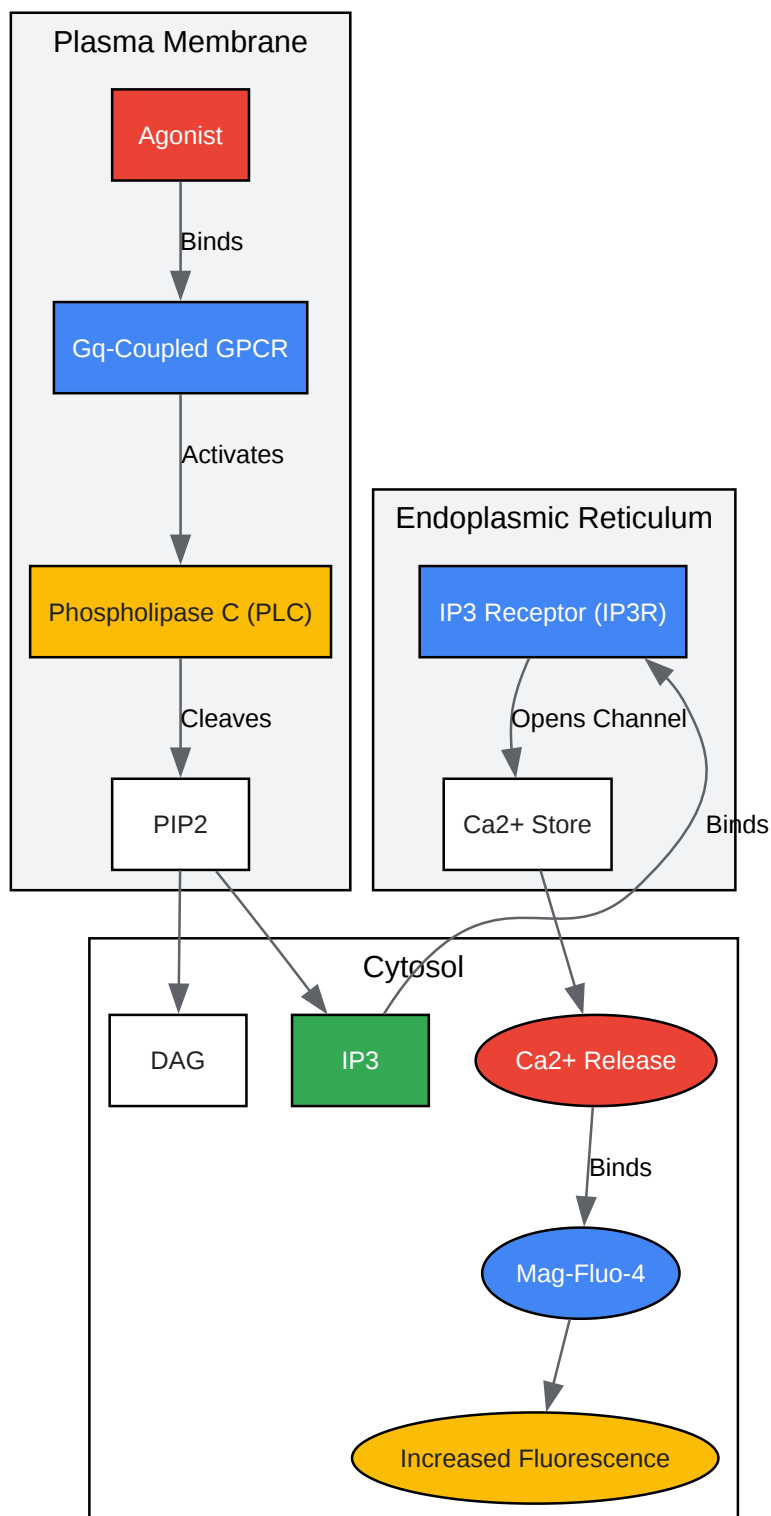 Plasma Membrane
Agonist
Binds
Gq-Coupled GPCR
Activates
Phospholipase C (PLC)
Cleaves
PIP2
Endoplasmic Reticulum
IP3 Receptor (IP3R)
Opens Channel
Ca2+ Store
Binds
Cytosol
DAG
IP3
Ca2+ Release
Binds
Mag-Fluo-4
Increased Fluorescence